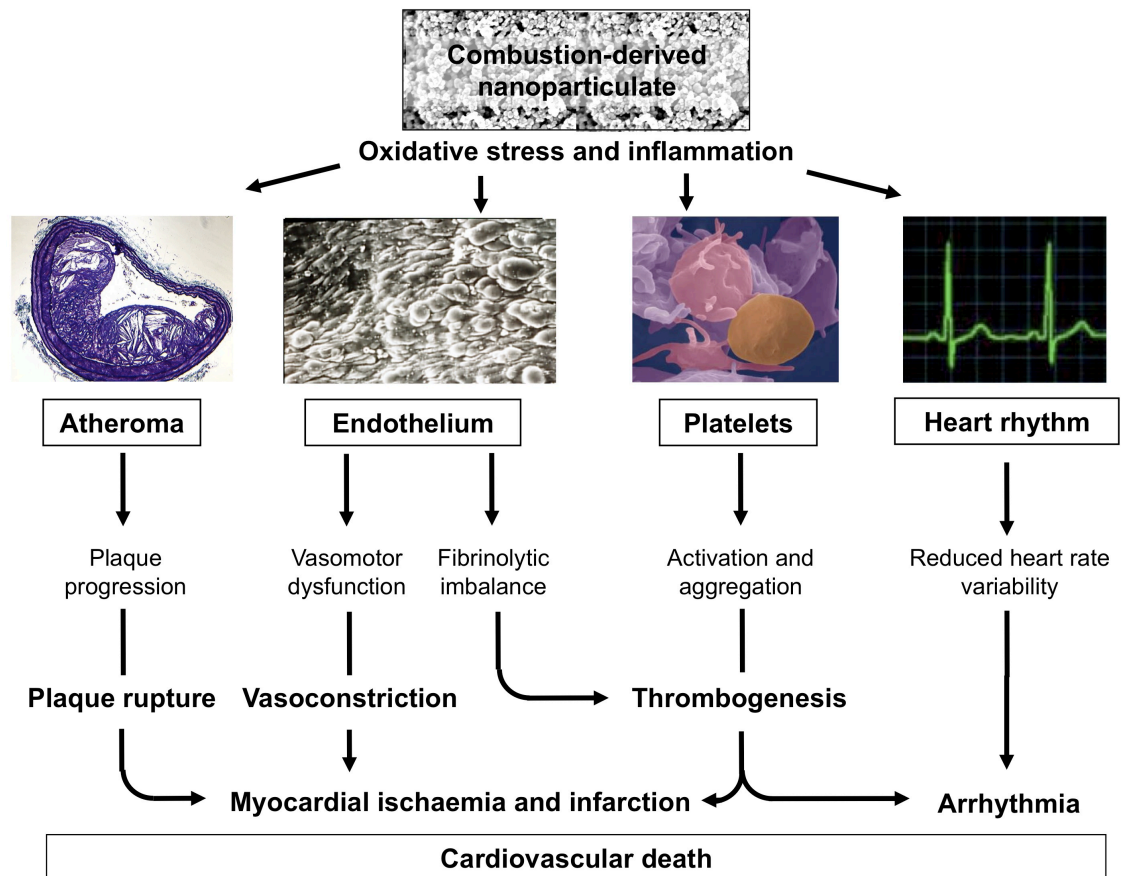 Combustion-derived
nanoparticulate
Oxidative stress and inflammation
Atheroma
Endothelium
Platelets
Heart rhythm
Plaque
progression
Vasomotor
dysfunction
Fibrinolytic
imbalance
Activation and
aggregation
Reduced heart rate
variability
Plaque rupture
Vasoconstriction
Thrombogenesis
Myocardial ischaemia and infarction
Arrhythmia
Cardiovascular death